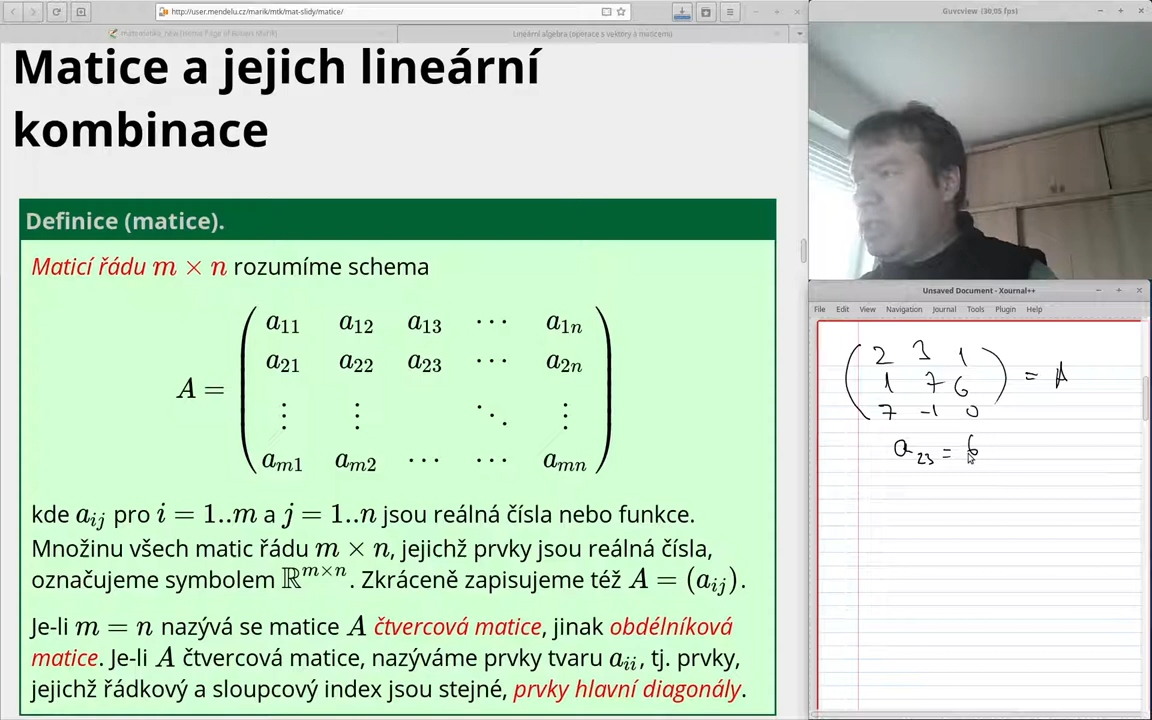 http://user.mendelu.cz/marik/mtk/mat-slidy/matice/
Lineární algebra (operace s vektory a maticemi)
Matice a jejich lineární
kombinace
Definice (matice).
Maticí řádu m × n rozumíme schema
a11 a12 a13 ⋯ a1n
a21 a22 a23 ⋯ a2n
A =
⋮ ⋮ ⋱ ⋮
am1 am2 ⋯ ⋯ amn
kde aij pro i = 1..m a j = 1..n jsou reálná čísla nebo funkce.
Množinu všech matic řádu m × n, jejichž prvky jsou reálná čísla,
označujeme symbolem ℝ^{m×n}. Zkráceně zapisujeme též A = (aij).
Je-li m = n nazývá se matice A čtvercová matice, jinak obdélníková
matice. Je-li A čtvercová matice, nazýváme prvky tvaru aii, tj. prvky,
jejichž řádkový a sloupcový index jsou stejné, prvky hlavní diagonály.
Guvcview (30,05 fps)
Unsaved Document - Xournal++
File Edit View Navigation Journal Tools Plugin Help
2 3 1
1 7 6 = A
7 -1 0
a23 = 6